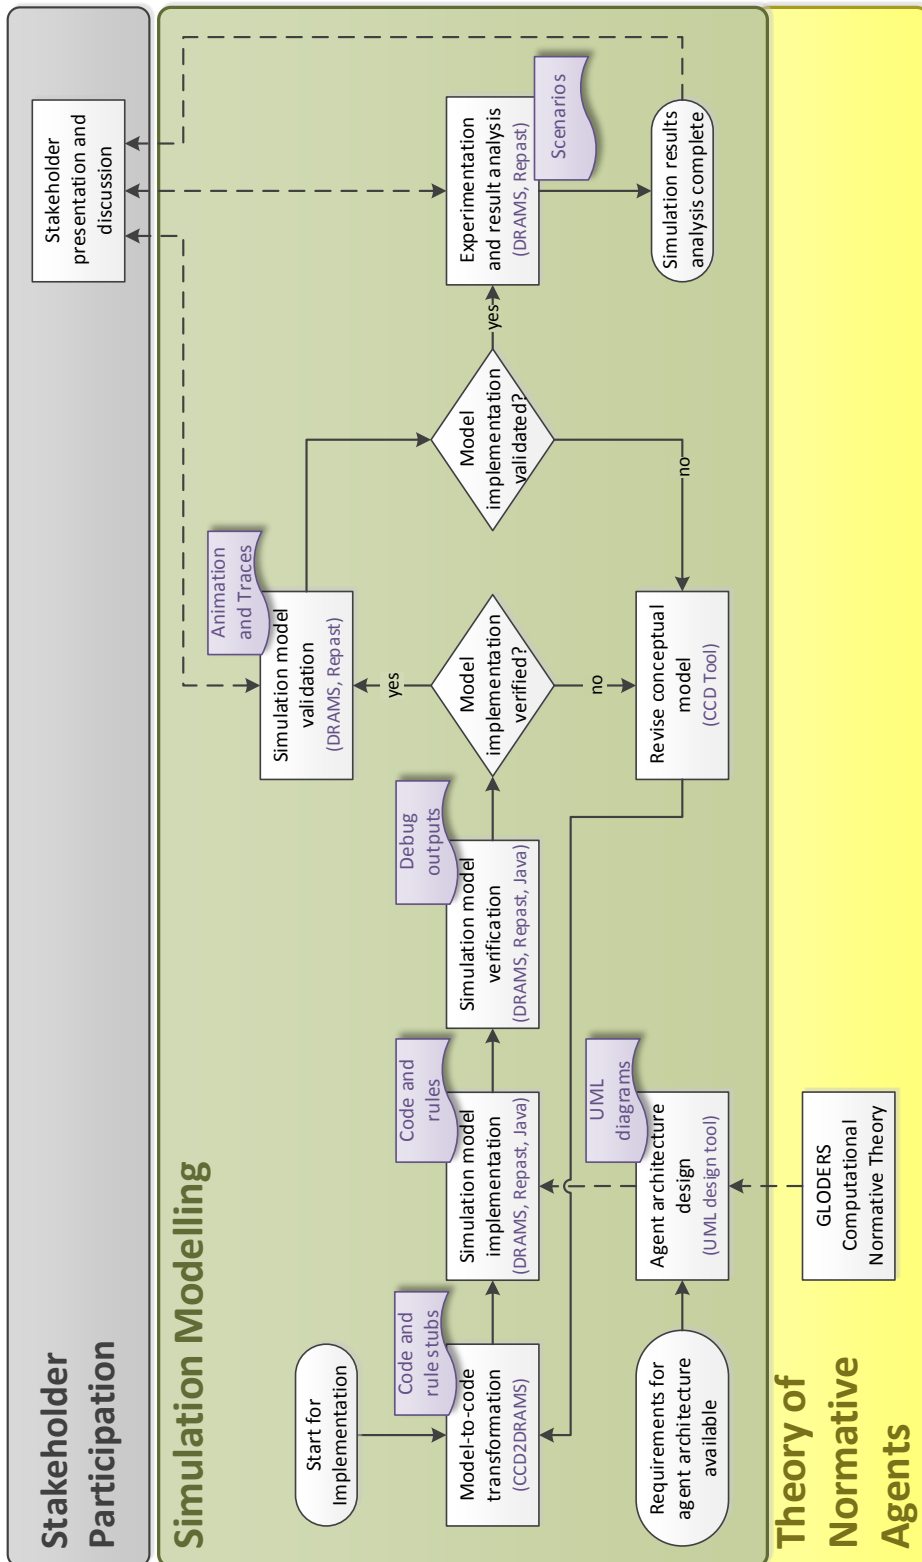 Stakeholder
Participation
Stakeholder
presentation and
discussion
Simulation Modelling
Start for
Implementation
Code and
rule stubs
Model-to-code
transformation
(CCD2DRAMS)
Code and
rules
Simulation model
implementation
(DRAMS, Repast, Java)
Debug
outputs
Simulation model
verification
(DRAMS, Repast, Java)
Model
implementation
verified?
yes
no
Animation
and Traces
Simulation model
validation
(DRAMS, Repast)
Model
implementation
validated?
yes
no
Experimentation
and result analysis
(DRAMS, Repast)
Scenarios
Simulation results
analysis complete
Revise conceptual
model
(CCD Tool)
Requirements for
agent architecture
available
UML
diagrams
Agent architecture
design
(UML design tool)
Theory of
Normative
Agents
GLODERS
Computational
Normative Theory